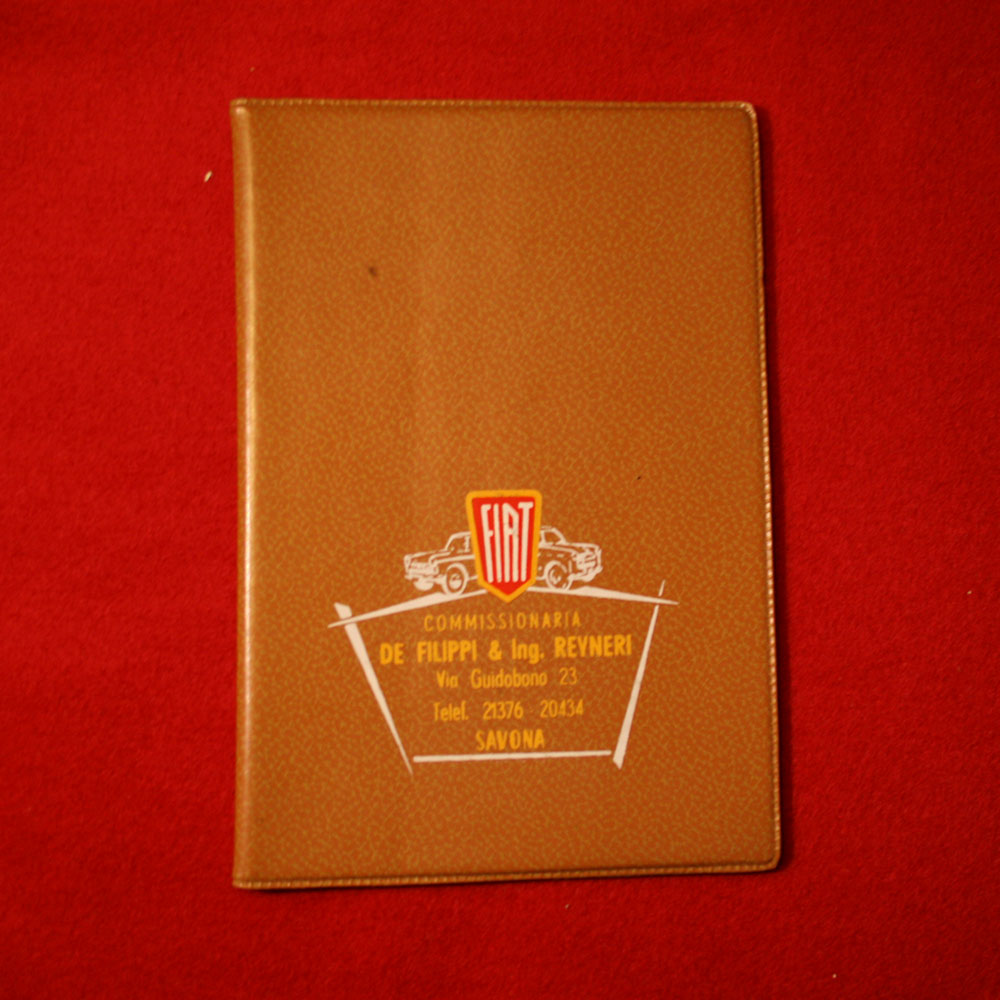 FIAT
COMMISSIONARIA
DE FILIPPI & Ing. REYNERI
Via Guidobono 23
Telef. 21376 20434
SAVONA